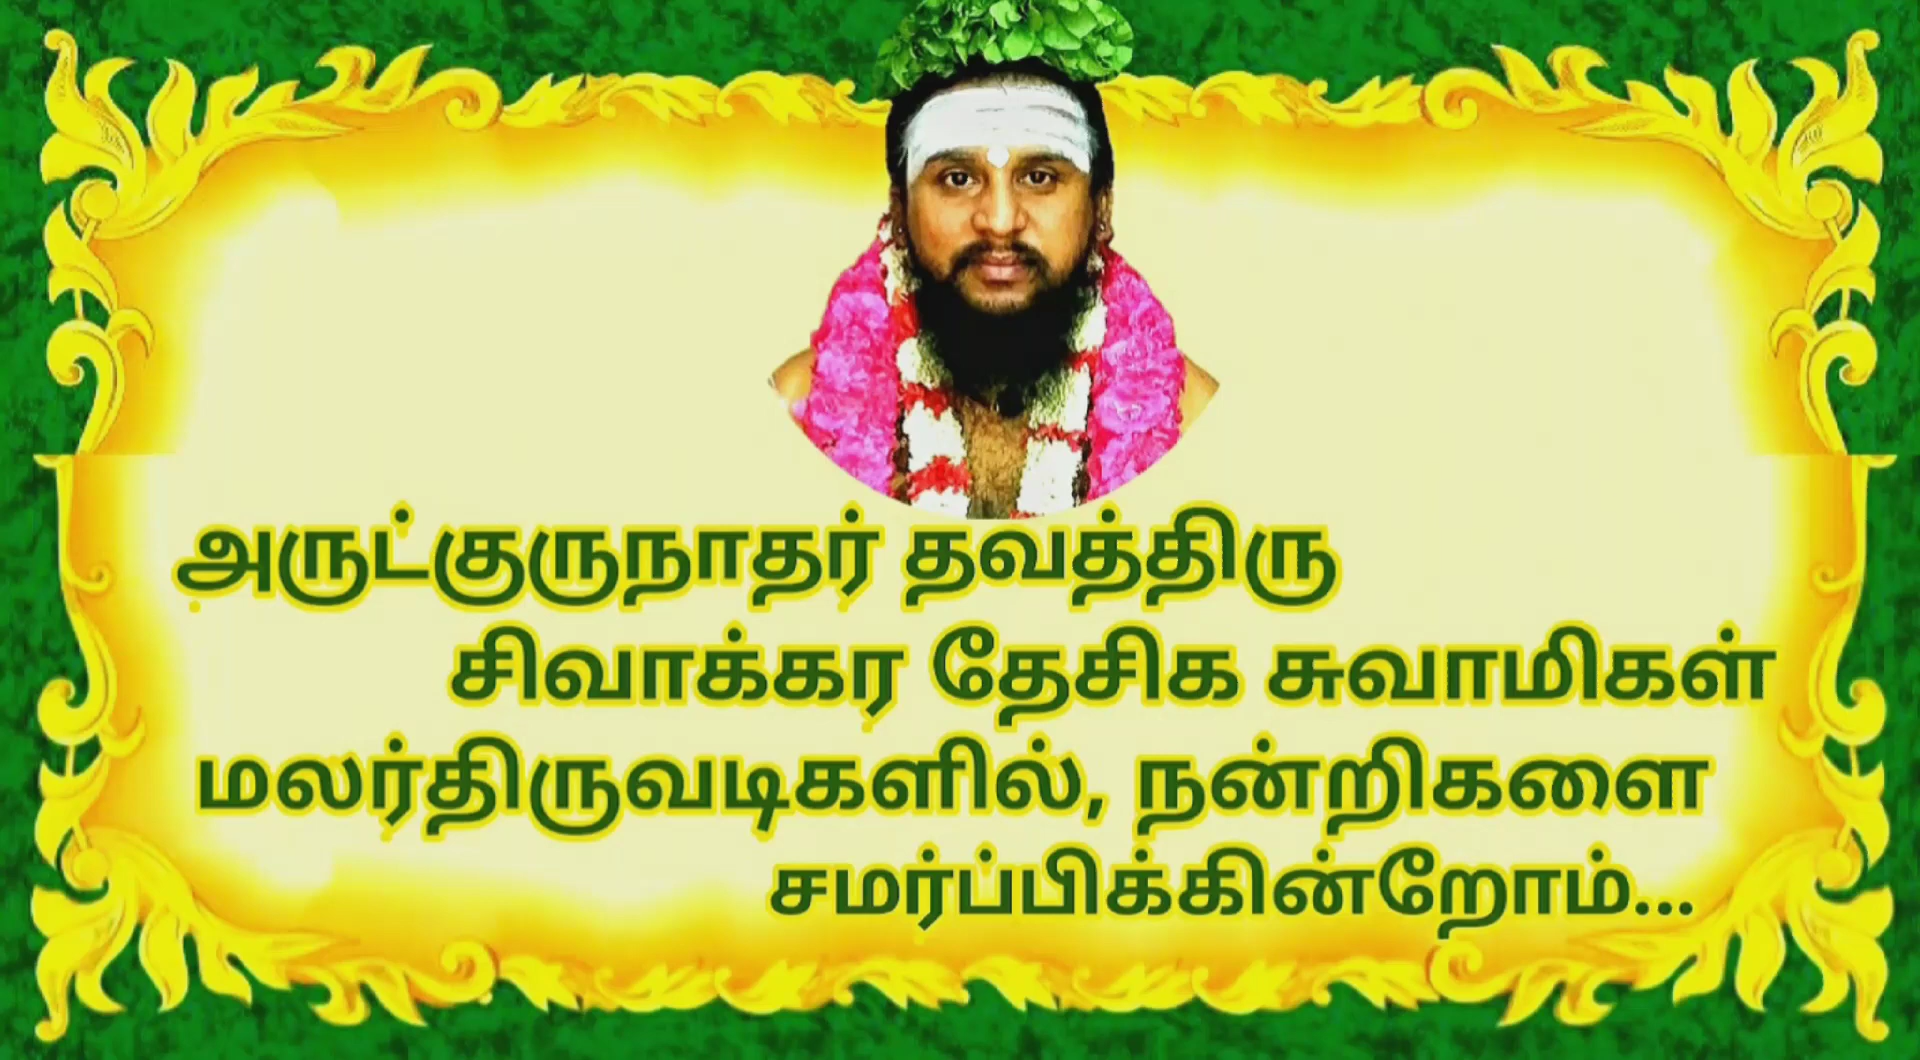 அருட்குருநாதர் தவத்திரு
சிவாக்கர தேசிக சுவாமிகள்
மலர்திருவடிகளில், நன்றிகளை
சமர்ப்பிக்கின்றோம்...